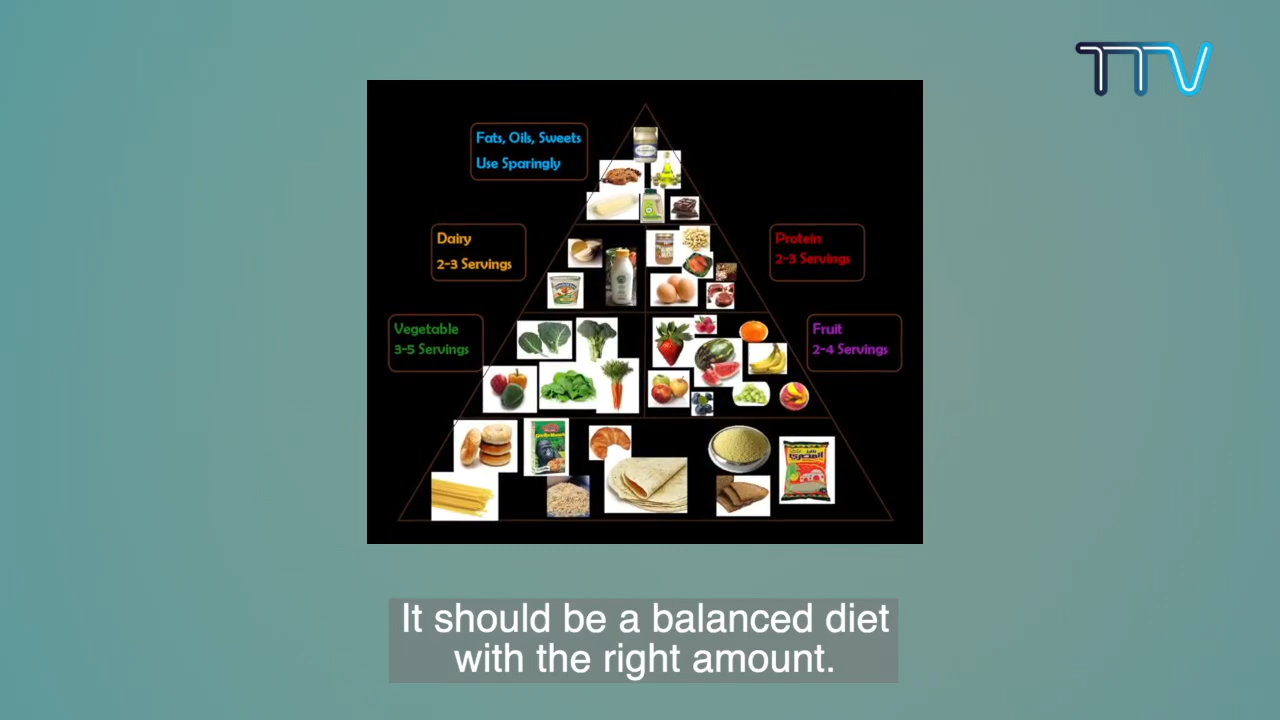 TTV
Fats, Oils, Sweets
Use Sparingly
Dairy
2-3 Servings
Protein
2-3 Servings
Vegetable
3-5 Servings
Fruit
2-4 Servings
It should be a balanced diet
with the right amount.